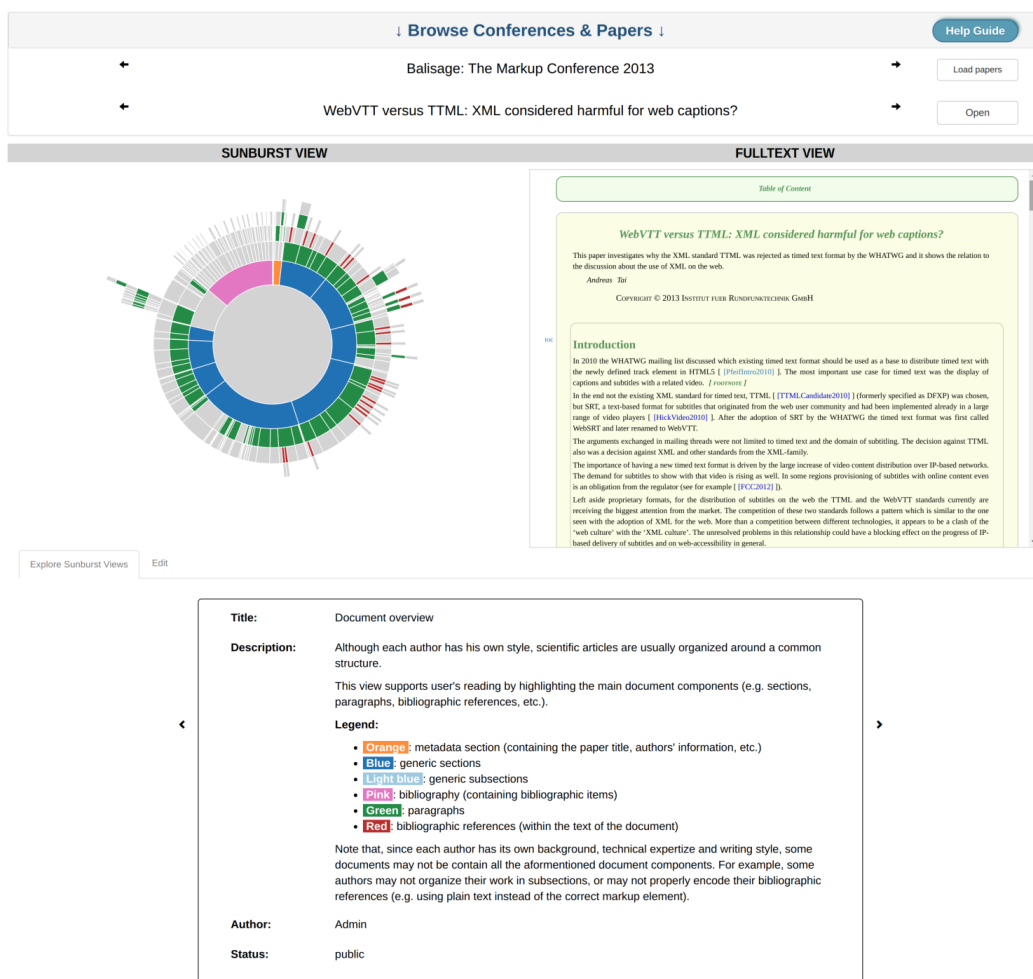 ↓ Browse Conferences & Papers ↓
Help Guide
Balisage: The Markup Conference 2013
Load papers
WebVTT versus TTML: XML considered harmful for web captions?
Open
SUNBURST VIEW
FULLTEXT VIEW
Table of Content
WebVTT versus TTML: XML considered harmful for web captions?
This paper investigates why the XML standard TTML was rejected as timed text format by the WHATWG and it shows the relation to
the discussion about the use of XML on the web.
Andreas Tai
Copyright © 2013 Institut fuer Rundfunktechnik GmbH
Introduction
In 2010 the WHATWG mailing list discussed which existing timed text format should be used as a base to distribute timed text with
the newly defined track element in HTML5 [ [PfeifIntro2010] ]. The most important use case for timed text was the display of
captions and subtitles with a related video. [ footnote ]
In the end not the existing XML standard for timed text, TTML [ [TTMLCandidate2010] ] (formerly specified as DFXP) was chosen,
but SRT, a text-based format for subtitles that originated from the web user community and had been implemented already in a large
range of video players [ [HickVideo2010] ]. After the adoption of SRT by the WHATWG the timed text format was first called
WebSRT and later renamed to WebVTT.
The arguments exchanged in mailing threads were not limited to timed text and the domain of subtitling. The decision against TTML
also was a decision against XML and other standards from the XML-family.
The importance of having a new timed text format is driven by the large increase of video content distribution over IP-based networks.
The demand for subtitles to show with that video is rising as well. In some regions provisioning of subtitles with online content even
is an obligation from the regulator (see for example [ [FCC2012] ]).
Left aside proprietary formats, for the distribution of subtitles on the web the TTML and the WebVTT standards currently are
receiving the biggest attention from the market. The competition of these two standards follows a pattern which is similar to the one
seen with the adoption of XML for the web. More than a competition between different technologies, it appears to be a clash of the
‘web culture’ with the ‘XML culture’. The unresolved problems in this relationship could have a blocking effect on the progress of IP-
based delivery of subtitles and on web-accessibility in general.
Explore Sunburst Views
Edit
Title: Document overview
Description: Although each author has his own style, scientific articles are usually organized around a common
structure.
This view supports user's reading by highlighting the main document components (e.g. sections,
paragraphs, bibliographic references, etc.).
Legend:
• Orange : metadata section (containing the paper title, authors' information, etc.)
• Blue : generic sections
• Light blue : generic subsections
• Pink : bibliography (containing bibliographic items)
• Green : paragraphs
• Red : bibliographic references (within the text of the document)
Note that, since each author has its own background, technical expertize and writing style, some
documents may not be contain all the aformentioned document components. For example, some
authors may not organize their work in subsections, or may not properly encode their bibliographic
references (e.g. using plain text instead of the correct markup element).
Author: Admin
Status: public